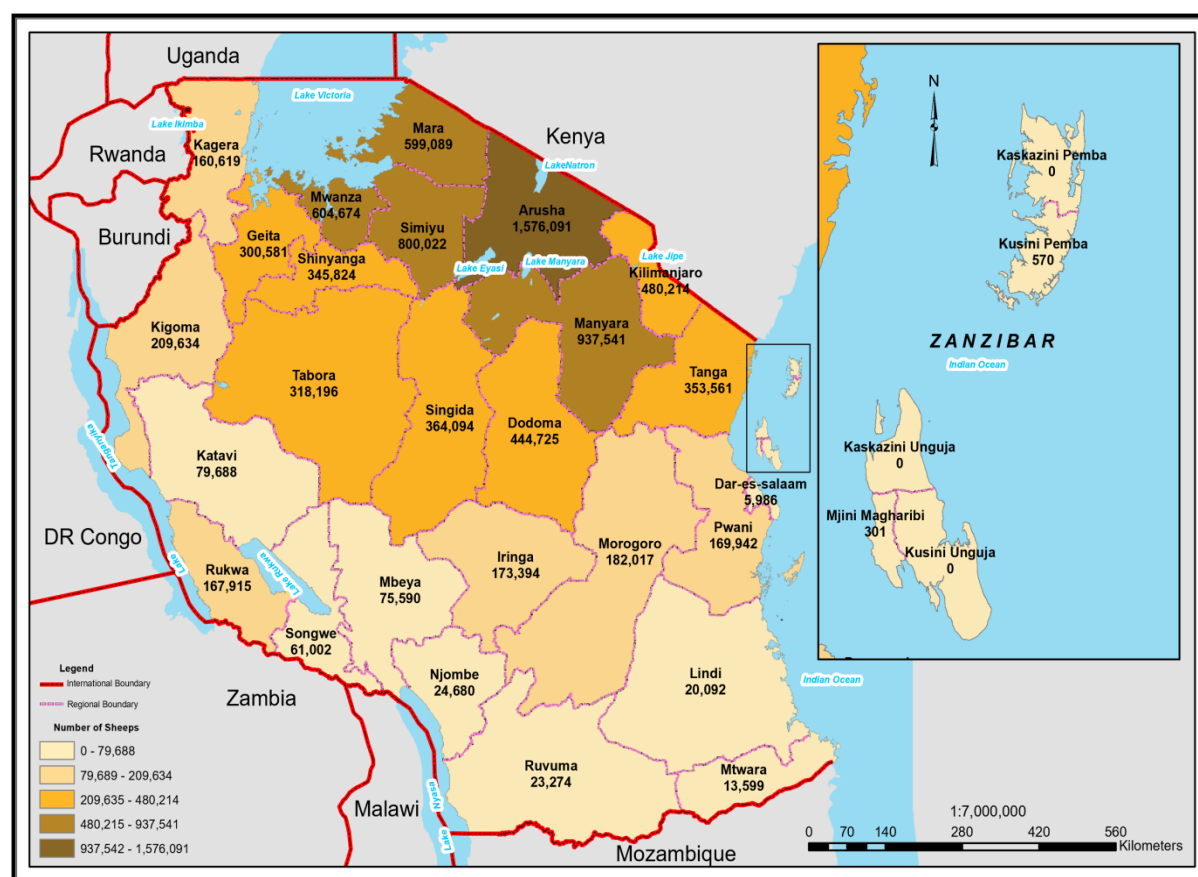 Uganda
Lake Victoria
Lake Ikimba
Kagera
160,619
Rwanda
Burundi
Mara
599,089
Kenya
LakeNatron
Mwanza
604,674
Simiyu
800,022
Arusha
1,576,091
Geita
300,581
Shinyanga
345,824
Lake Eyasi
Lake Manyara
Lake Jipe
Kilimanjaro
480,214
Kigoma
209,634
Manyara
937,541
Tabora
318,196
Singida
364,094
Dodoma
444,725
Tanga
353,561
Katavi
79,688
Lake Tanganyika
DR Congo
Dar-es-salaam
5,986
Pwani
169,942
Morogoro
182,017
Iringa
173,394
Rukwa
167,915
Lake Rukwa
Mbeya
75,590
Songwe
61,002
Njombe
24,680
Lindi
20,092
Indian Ocean
Zambia
Ruvuma
23,274
Mtwara
13,599
Malawi
Lake Nyasa
Mozambique
N
Kaskazini Pemba
0
Kusini Pemba
570
ZANZIBAR
Indian Ocean
Kaskazini Unguja
0
Mjini Magharibi
301
Kusini Unguja
0
Legend
International Boundary
Regional Boundary
Number of Sheeps
0 - 79,688
79,689 - 209,634
209,635 - 480,214
480,215 - 937,541
937,542 - 1,576,091
1:7,000,000
0 70 140 280 420 560
Kilometers